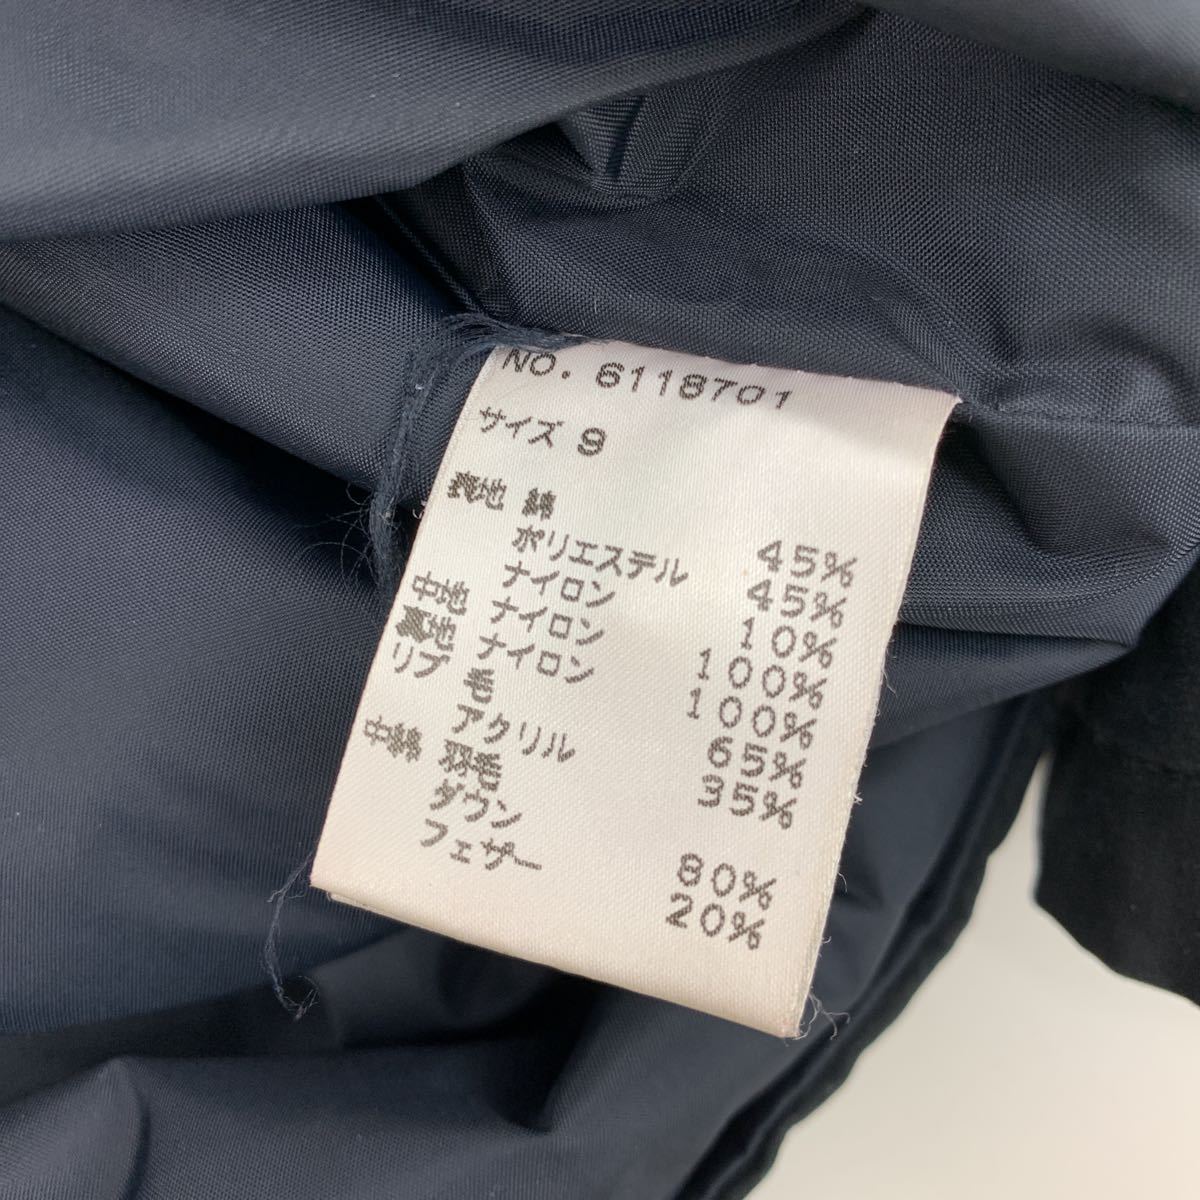 NO. 6118701
サイズ 9
表地 綿 45%
ポリエステル 45%
ナイロン 10%
中地 ナイロン 100%
裏地 ナイロン 100%
リブ 毛 65%
アクリル 35%
中綿 羽毛
ダウン 80%
フェザー 20%